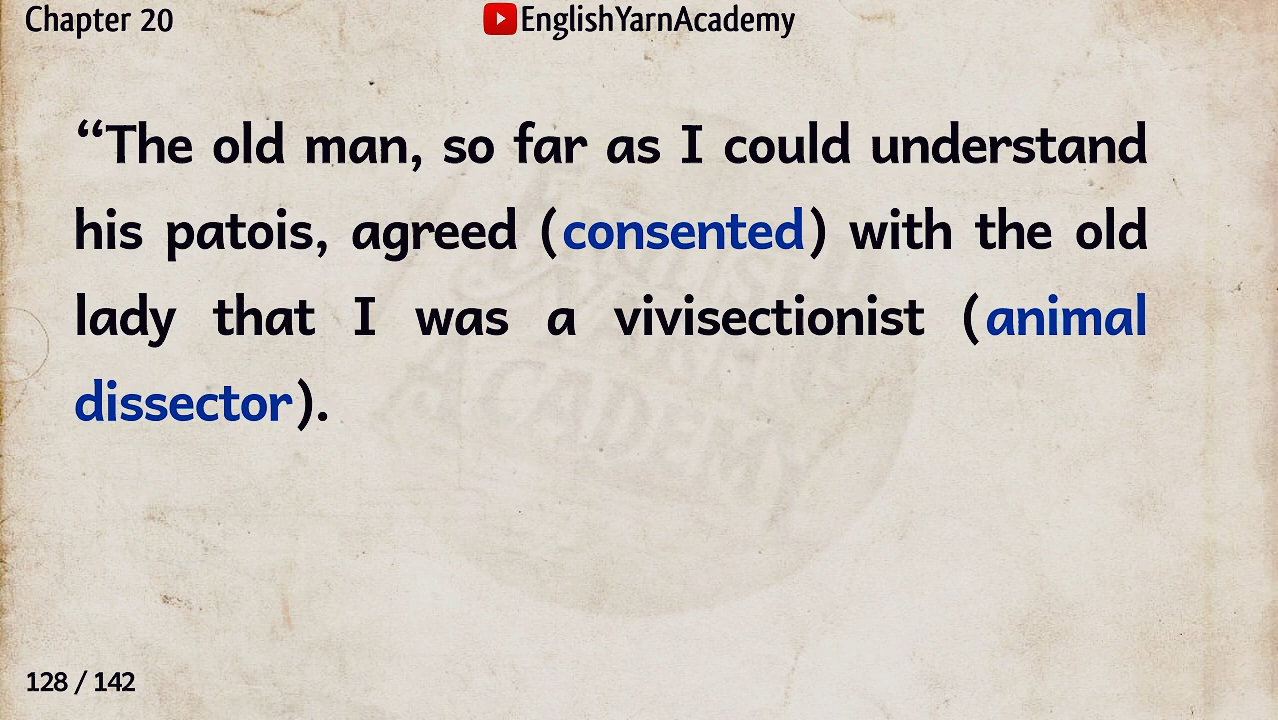 Chapter 20
EnglishYarnAcademy
“The old man, so far as I could understand
his patois, agreed (consented) with the old
lady that I was a vivisectionist (animal
dissector).
128 / 142